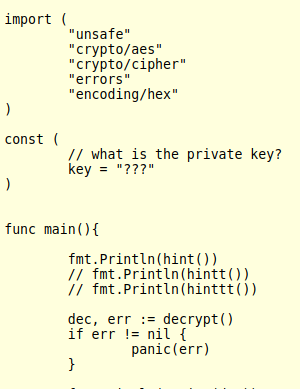 import (
"unsafe"
"crypto/aes"
"crypto/cipher"
"errors"
"encoding/hex"
)
const (
// what is the private key?
key = "???"
)
func main(){
fmt.Println(hint())
// fmt.Println(hintt())
// fmt.Println(hinttt())
dec, err := decrypt()
if err != nil {
panic(err)
}